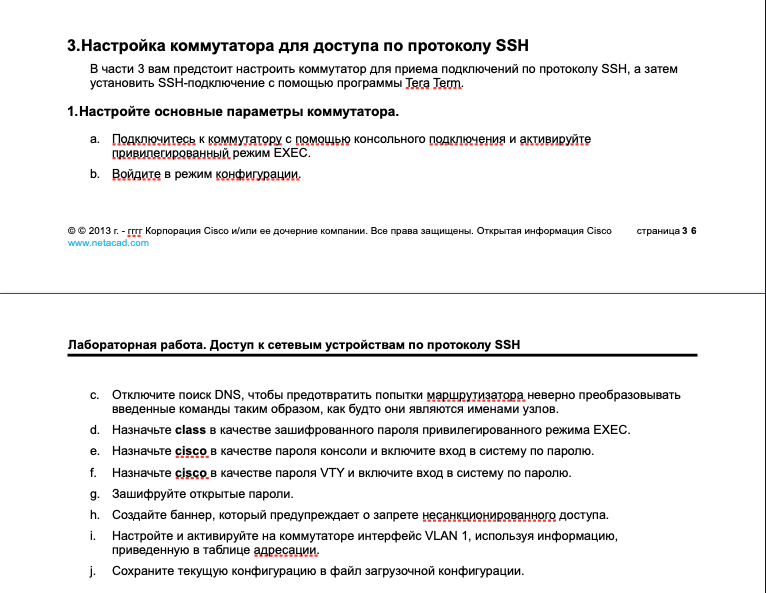 3.Настройка коммутатора для доступа по протоколу SSH
В части 3 вам предстоит настроить коммутатор для приема подключений по протоколу SSH, а затем
установить SSH-подключение с помощью программы Tera Term.
1.Настройте основные параметры коммутатора.
a. Подключитесь к коммутатору с помощью консольного подключения и активируйте
привилегированный режим EXEC.
b. Войдите в режим конфигурации.
© © 2013 г. - гггг Корпорация Cisco и/или ее дочерние компании. Все права защищены. Открытая информация Cisco страница 3 6
www.netacad.com
Лабораторная работа. Доступ к сетевым устройствам по протоколу SSH
c. Отключите поиск DNS, чтобы предотвратить попытки маршрутизатора неверно преобразовывать
введенные команды таким образом, как будто они являются именами узлов.
d. Назначьте class в качестве зашифрованного пароля привилегированного режима EXEC.
e. Назначьте cisco в качестве пароля консоли и включите вход в систему по паролю.
f. Назначьте cisco в качестве пароля VTY и включите вход в систему по паролю.
g. Зашифруйте открытые пароли.
h. Создайте баннер, который предупреждает о запрете несанкционированного доступа.
i. Настройте и активируйте на коммутаторе интерфейс VLAN 1, используя информацию,
приведенную в таблице адресации.
j. Сохраните текущую конфигурацию в файл загрузочной конфигурации.